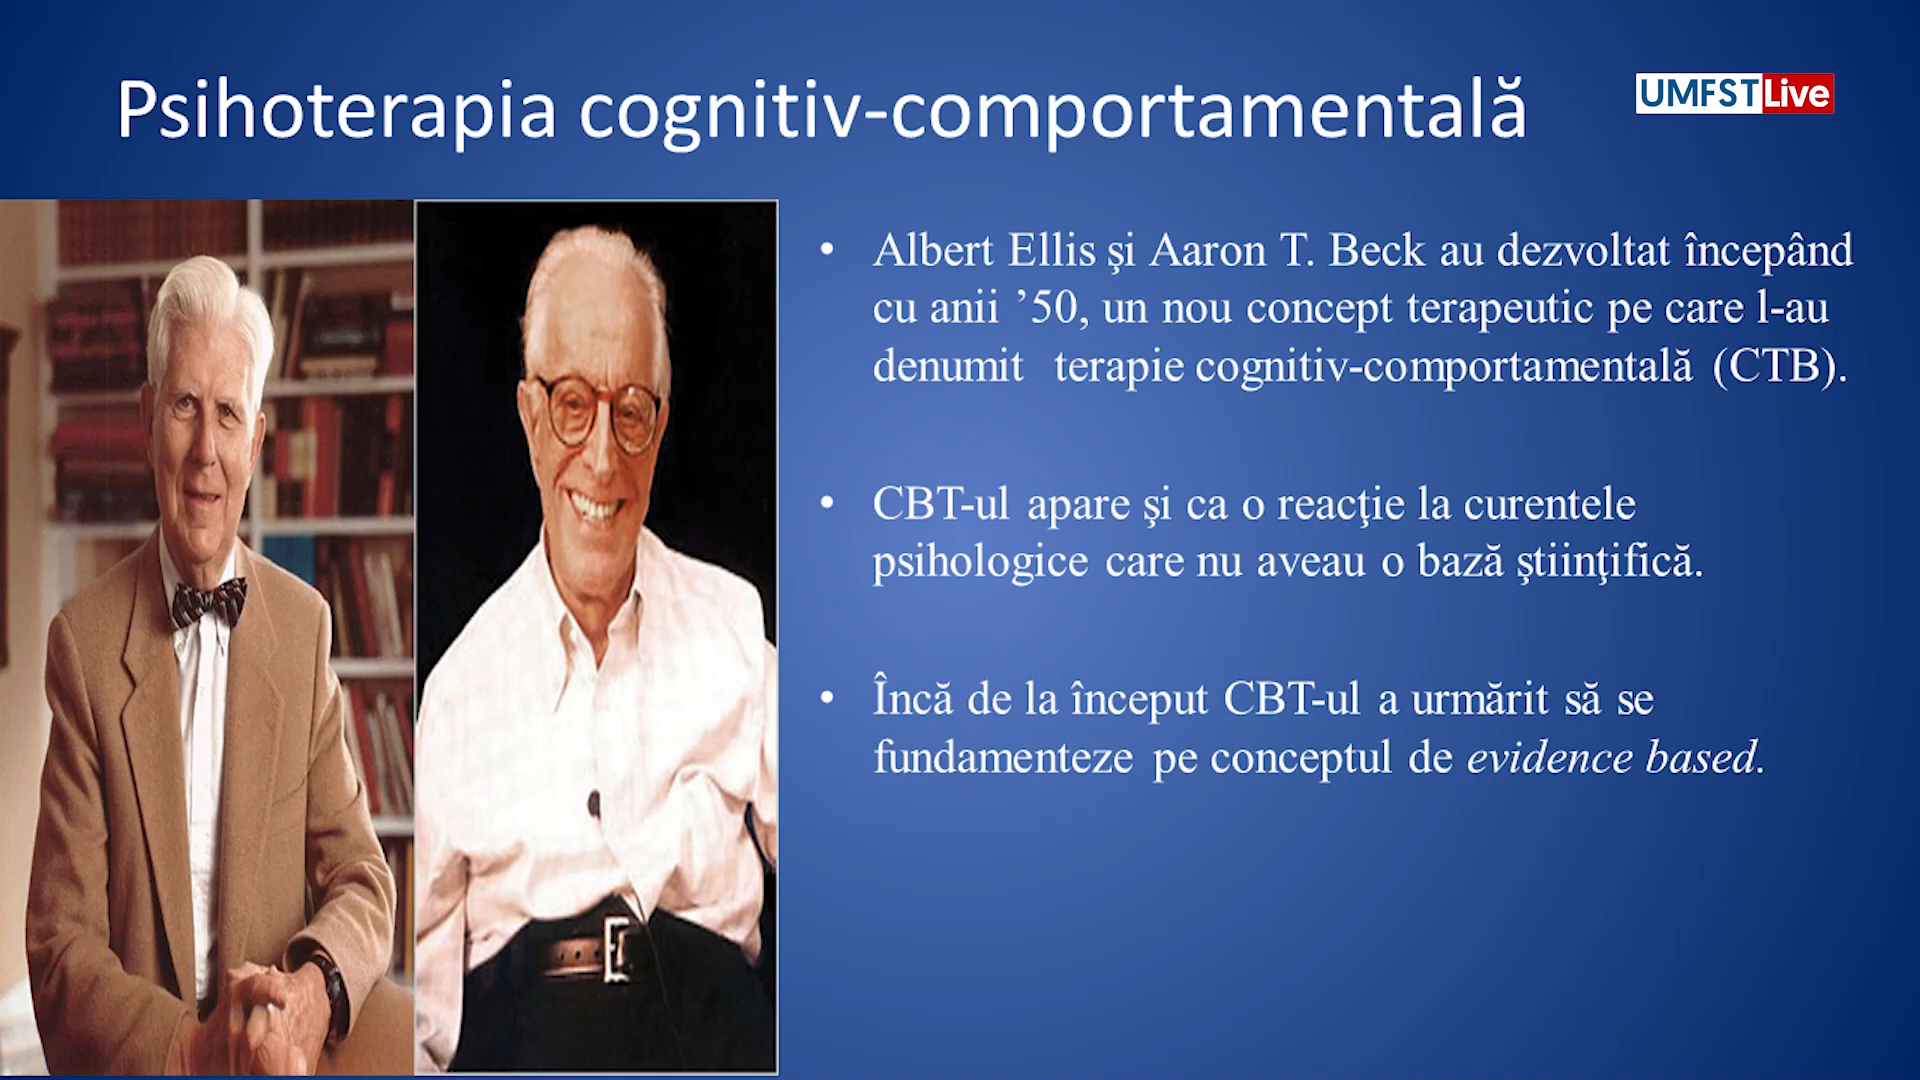 Psihoterapia cognitiv-comportamentală
UMFST Live
• Albert Ellis şi Aaron T. Beck au dezvoltat începând
cu anii ’50, un nou concept terapeutic pe care l-au
denumit terapie cognitiv-comportamentală (CTB).
• CBT-ul apare şi ca o reacţie la curentele
psihologice care nu aveau o bază ştiinţifică.
• Încă de la început CBT-ul a urmărit să se
fundamenteze pe conceptul de evidence based.